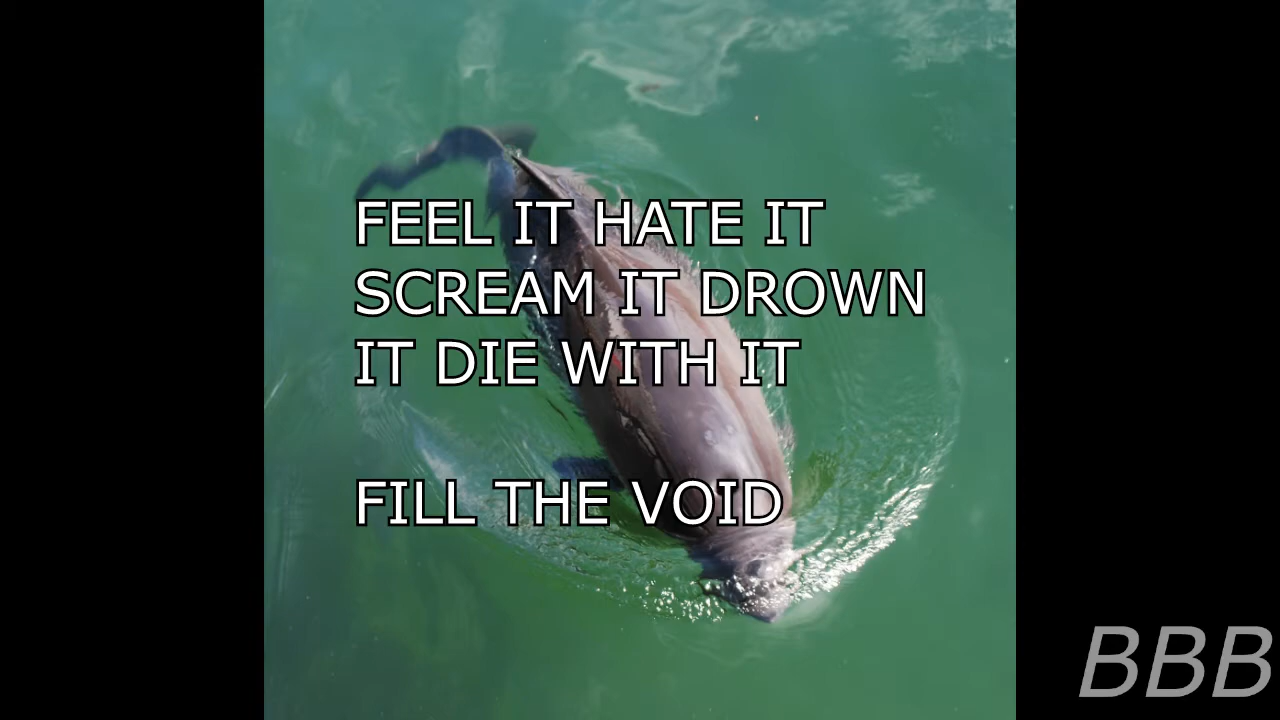 FEEL IT HATE IT
SCREAM IT DROWN
IT DIE WITH IT
FILL THE VOID
BBB